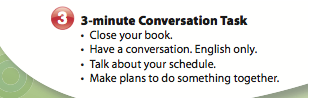 3 3-minute Conversation Task
• Close your book.
• Have a conversation. English only.
• Talk about your schedule.
• Make plans to do something together.